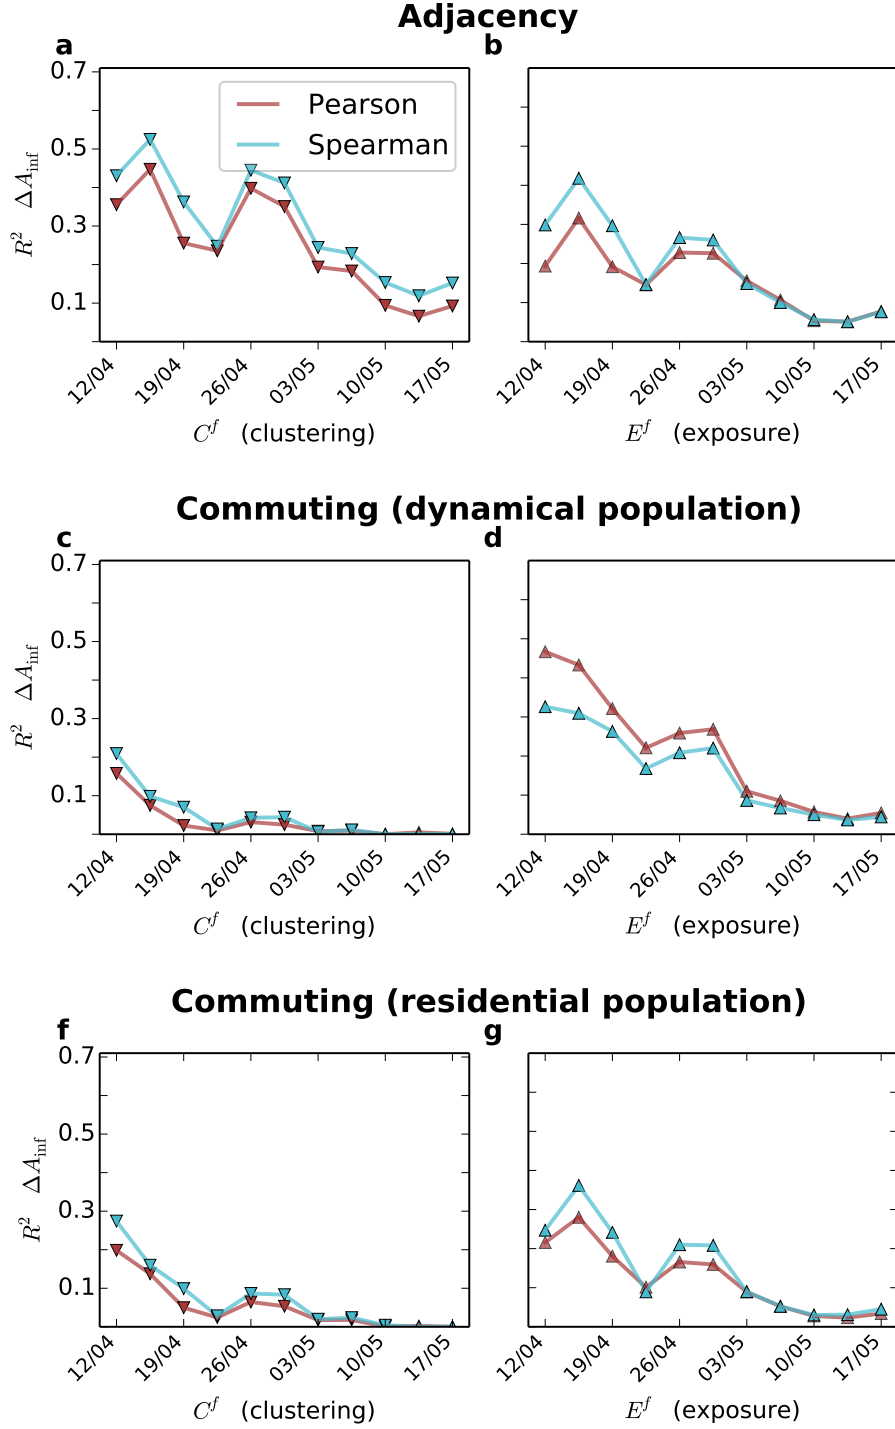 Adjacency
a
b
0.7
0.5
0.3
0.1
R² ΔA_inf
Pearson
Spearman
12/04 19/04 26/04 03/05 10/05 17/05
12/04 19/04 26/04 03/05 10/05 17/05
C^f (clustering)
E^f (exposure)
Commuting (dynamical population)
c
d
0.7
0.5
0.3
0.1
R² ΔA_inf
12/04 19/04 26/04 03/05 10/05 17/05
12/04 19/04 26/04 03/05 10/05 17/05
C^f (clustering)
E^f (exposure)
Commuting (residential population)
f
g
0.7
0.5
0.3
0.1
R² ΔA_inf
12/04 19/04 26/04 03/05 10/05 17/05
12/04 19/04 26/04 03/05 10/05 17/05
C^f (clustering)
E^f (exposure)